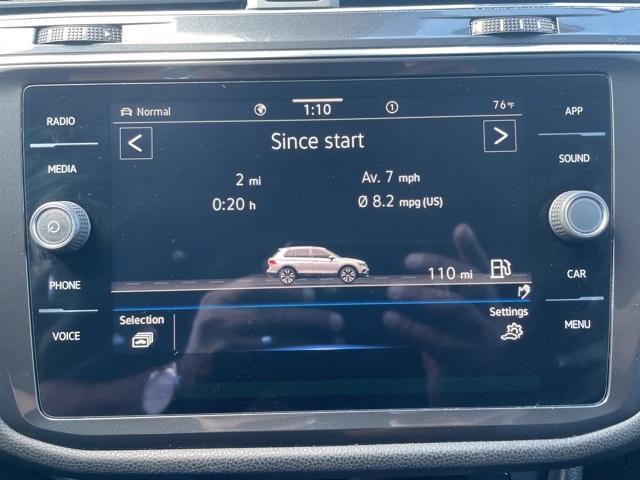 RADIO
MEDIA
PHONE
VOICE
Normal
1:10
1
76 °F
Since start
2 mi
Av. 7 mph
0:20 h
Ø 8.2 mpg (US)
110 mi
Selection
Settings
APP
SOUND
CAR
MENU